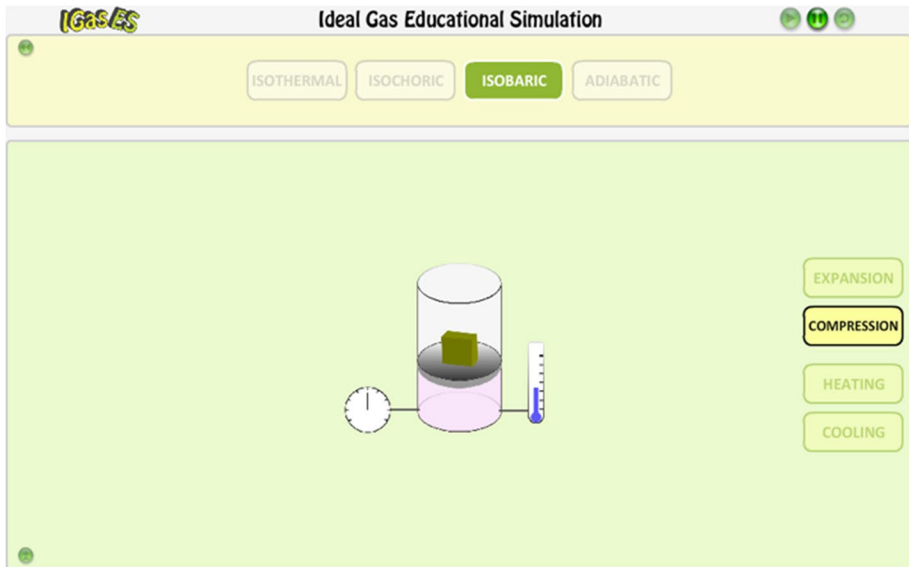 IGasES
Ideal Gas Educational Simulation
ISOTHERMAL ISOCHORIC ISOBARIC ADIABATIC
EXPANSION
COMPRESSION
HEATING
COOLING